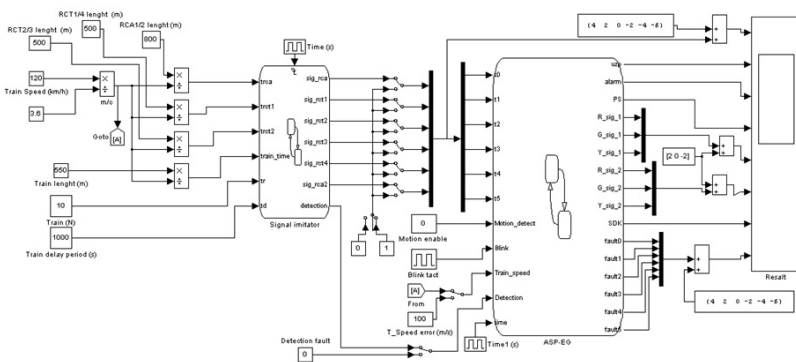 RCT1/4 lenght (m)
RCT2/3 lenght (m)
500
500
RCA1/2 lenght (m)
800
120
Train Speed (km/h)
3.6
m/c
Goto
[A]
550
Train lenght (m)
10
Train (N)
1000
Train delay period (s)
Time (s)
trca
trct1
trct2
train_time
tr
td
sig_rca
sig_rct1
sig_rct2
sig_rct3
sig_rct4
sig_rca2
detection
Signal imitator
0
1
0
Motion enable
Blink tact
[A]
From
100
T_Speed error(m/s)
Detection fault
0
Time1 (s)
t0
t1
t2
t3
t4
t5
Motion_detect
Blink
Train_speed
Detection
time
uzp
alarm
PS
R_sig_1
G_sig_1
Y_sig_1
R_sig_2
G_sig_2
Y_sig_2
SDK
fault0
fault1
fault2
fault3
fault4
fault5
ASP-EG
(4 2 0 -2 -4 -6)
[2 0 -2]
(4 2 0 -2 -4 -6)
Result